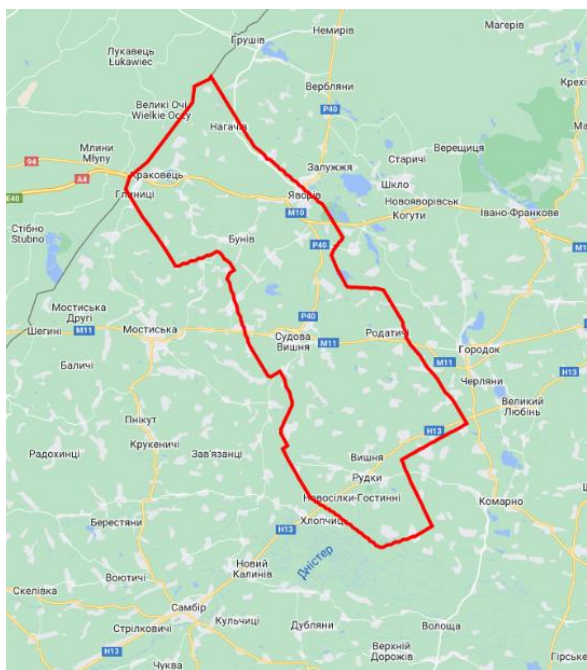 Магерів
Немирів
Грушів
Лукавець
Łukawiec
Крехі
Великі Очі
Wielkie Oczy
Вербляни
P40
Нагачів
Млини
Młyny
Верещиця
Ма
94
Залужжя
Старичі
Краковець
A4
Шкло
E40
Глиниці
Яворів
Новояворівськ
M10
Івано-Франкове
Когути
Стібно
Stubno
Бунів
P40
M1
Мостиська
Другі
P40
Шегині
M11
Мостиська
Судова
Вишня
M11
Родатичі
Городок
M11
Баличі
H13
Черляни
Великий
Любінь
Пнікут
H13
Крукеничі
Радохинці
Зав'язанці
Вишня
Рудки
Новосілки-Гостинні
Комарно
Хлопчиці
Берестяни
H13
Дністер
Новий
Калинів
Воютичі
Скелівка
Самбір
Кульчиці
Стрілковичі
Дубляни
Волоща
Верхній
Дорожів
Гірське
Чуква